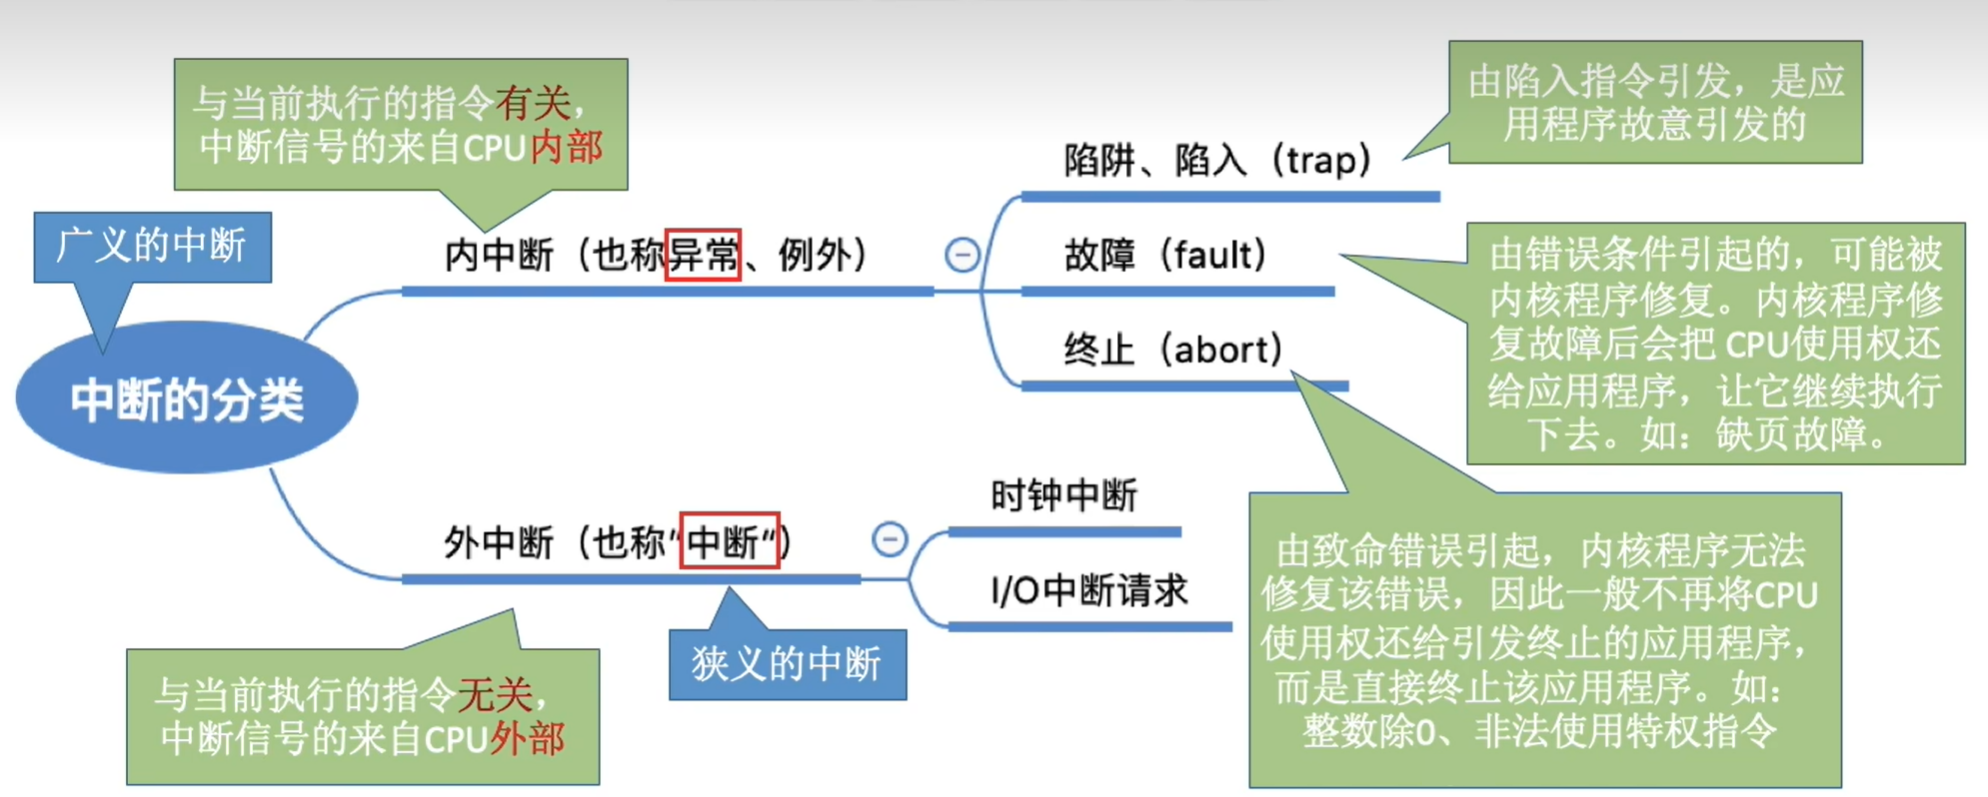 与当前执行的指令有关，
中断信号的来自CPU内部
广义的中断
中断的分类
内中断（也称异常、例外）
陷阱、陷入（trap）
由陷入指令引发，是应
用程序故意引发的
故障（fault）
由错误条件引起的，可能被
内核程序修复。内核程序修
复故障后会把 CPU使用权还
给应用程序，让它继续执行
下去。如：缺页故障。
终止（abort）
由致命错误引起，内核程序无法
修复该错误，因此一般不再将CPU
使用权还给引发终止的应用程序，
而是直接终止该应用程序。如：
整数除0、非法使用特权指令
外中断（也称“中断“）
时钟中断
I/O中断请求
狭义的中断
与当前执行的指令无关，
中断信号的来自CPU外部